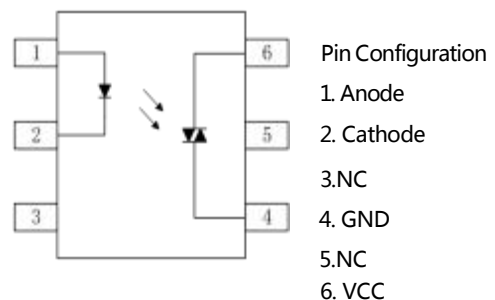 1
2
3
6
5
4
Pin Configuration
1. Anode
2. Cathode
3.NC
4. GND
5.NC
6. VCC